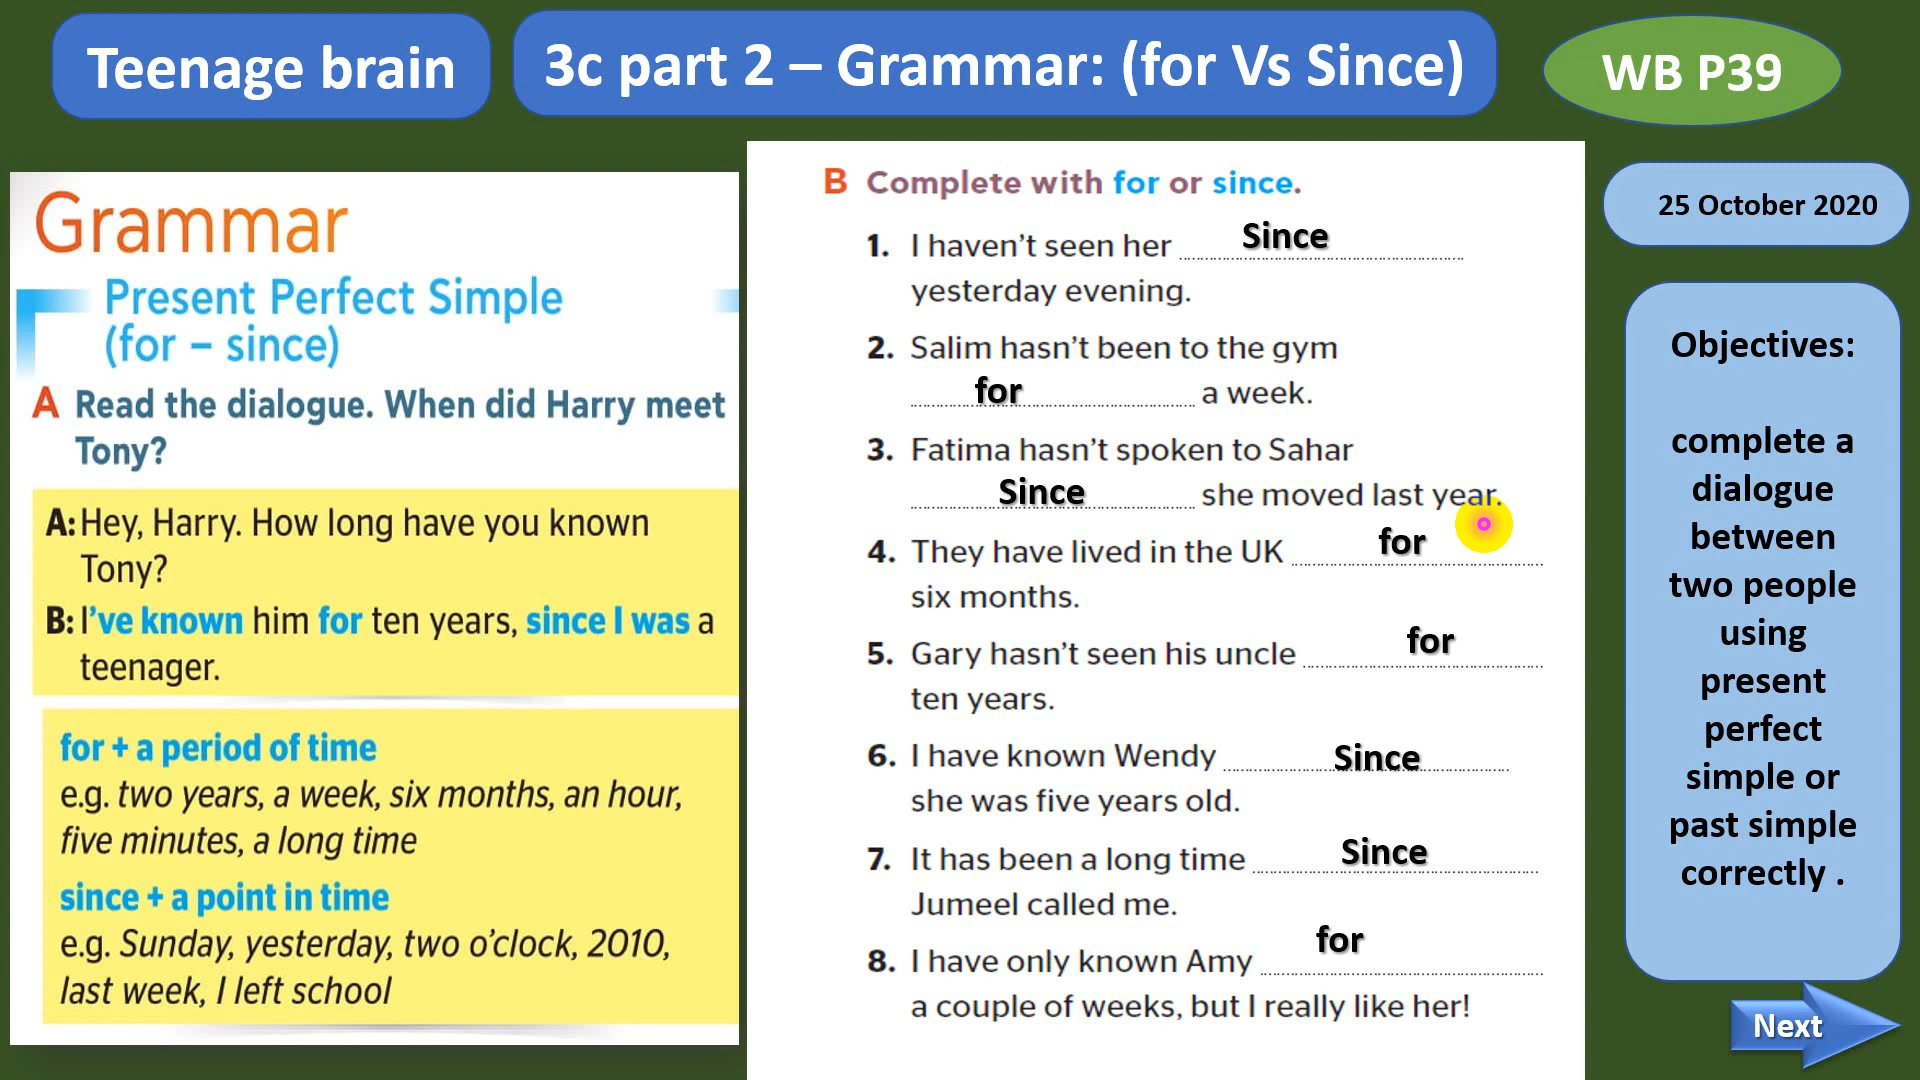 Teenage brain
3c part 2 – Grammar: (for Vs Since)
WB P39
Grammar
Present Perfect Simple
(for – since)
A Read the dialogue. When did Harry meet
Tony?
A: Hey, Harry. How long have you known
Tony?
B: I've known him for ten years, since I was a
teenager.
for + a period of time
e.g. two years, a week, six months, an hour,
five minutes, a long time
since + a point in time
e.g. Sunday, yesterday, two o'clock, 2010,
last week, I left school
B Complete with for or since.
1. I haven't seen her Since
yesterday evening.
2. Salim hasn't been to the gym
for a week.
3. Fatima hasn't spoken to Sahar
Since she moved last year.
4. They have lived in the UK for
six months.
5. Gary hasn't seen his uncle for
ten years.
6. I have known Wendy Since
she was five years old.
7. It has been a long time Since
Jumeel called me.
8. I have only known Amy for
a couple of weeks, but I really like her!
25 October 2020
Objectives:
complete a
dialogue
between
two people
using
present
perfect
simple or
past simple
correctly .
Next